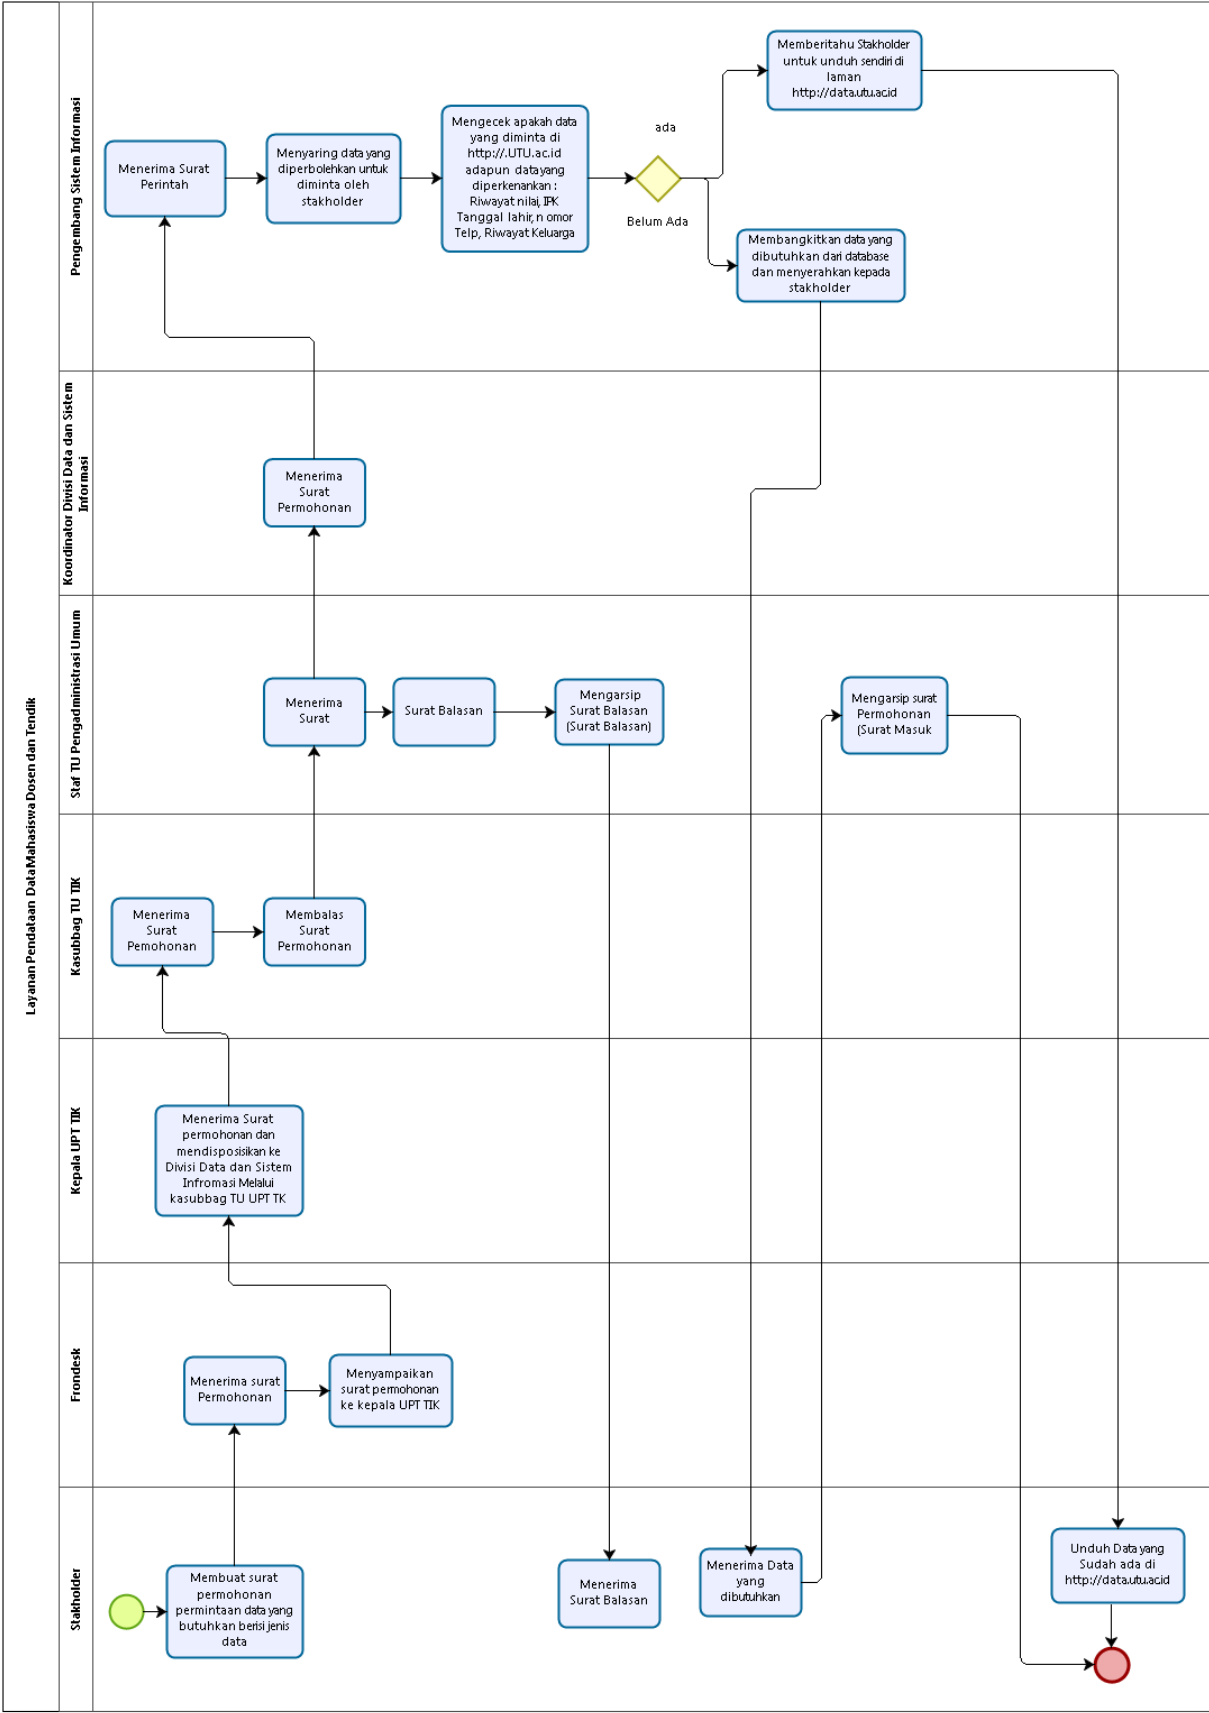 Layanan Pendataan Data Mahasiswa Dosen dan Tendik
Pengembang Sistem Informasi
Menerima Surat
Perintah
Menyaring data yang
diperbolehkan untuk
diminta oleh
stakholder
Mengecek apakah data
yang diminta di
http://.UTU.ac.id
adapun data yang
diperkenankan :
Riwayat nilai, IPK
Tanggal lahir, n omor
Telp, Riwayat Keluarga
ada
Belum Ada
Memberitahu Stakholder
untuk unduh sendiri di
laman
http://data.utu.ac.id
Membangkitkan data yang
dibutuhkan dari database
dan menyerahkan kepada
stakholder
Koordinator Divisi Data dan Sistem
Informasi
Menerima
Surat
Permohonan
Staf TU Pengadministrasi Umum
Menerima
Surat
Surat Balasan
Mengarsip
Surat Balasan
(Surat Balasan)
Mengarsip surat
Permohonan
(Surat Masuk
Kasubbag TU TIK
Menerima
Surat
Pemohonan
Membalas
Surat
Permohonan
Kepala UPT TIK
Menerima Surat
permohonan dan
mendisposisikan ke
Divisi Data dan Sistem
Infromasi Melalui
kasubbag TU UPT TK
Frondesk
Menerima surat
Permohonan
Menyampaikan
surat permohonan
ke kepala UPT TIK
Stakholder
Membuat surat
permohonan
permintaan data yang
butuhkan berisi jenis
data
Menerima
Surat Balasan
Menerima Data
yang
dibutuhkan
Unduh Data yang
Sudah ada di
http://data.utu.ac.id